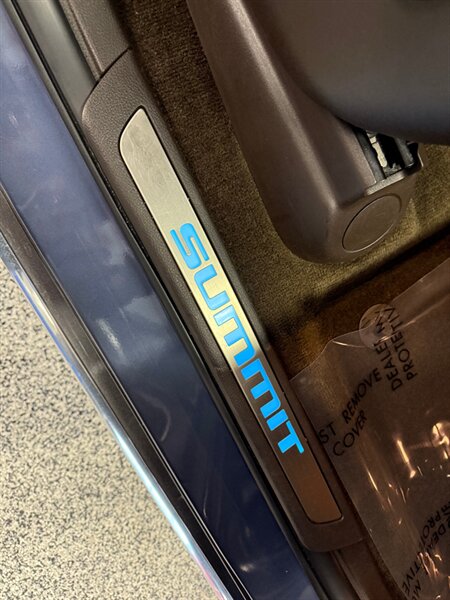 SUMMIT
ST REMOVE
COVER
DEALER
PROTECTIV